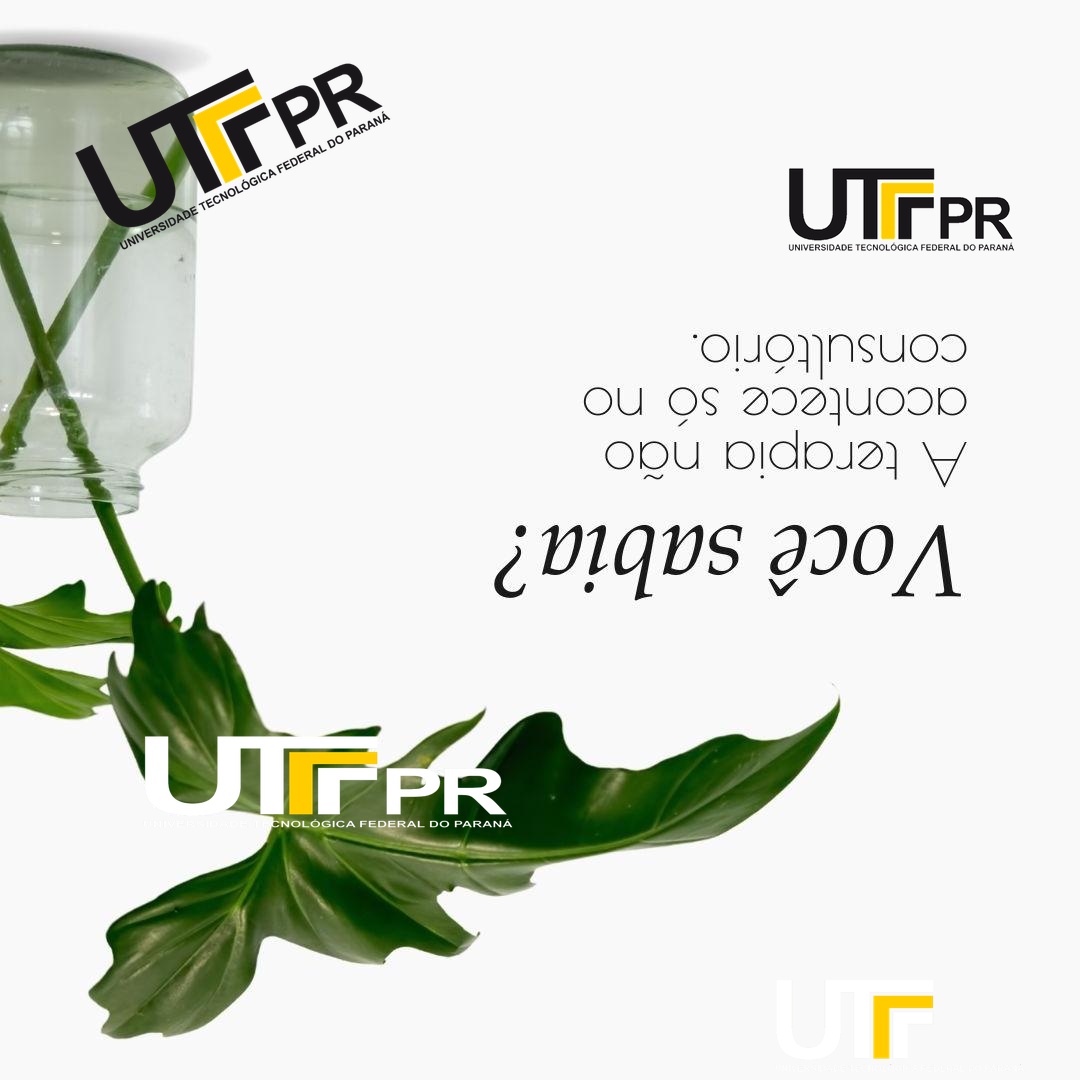 UTFPR
UNIVERSIDADE TECNOLÓGICA FEDERAL DO PARANÁ
UTFPR
UNIVERSIDADE TECNOLÓGICA FEDERAL DO PARANÁ
Você sabia?
A terapia não
acontece só no
consultório.
UTFPR
TECNOLÓGICA FEDERAL DO PARANÁ
UTF